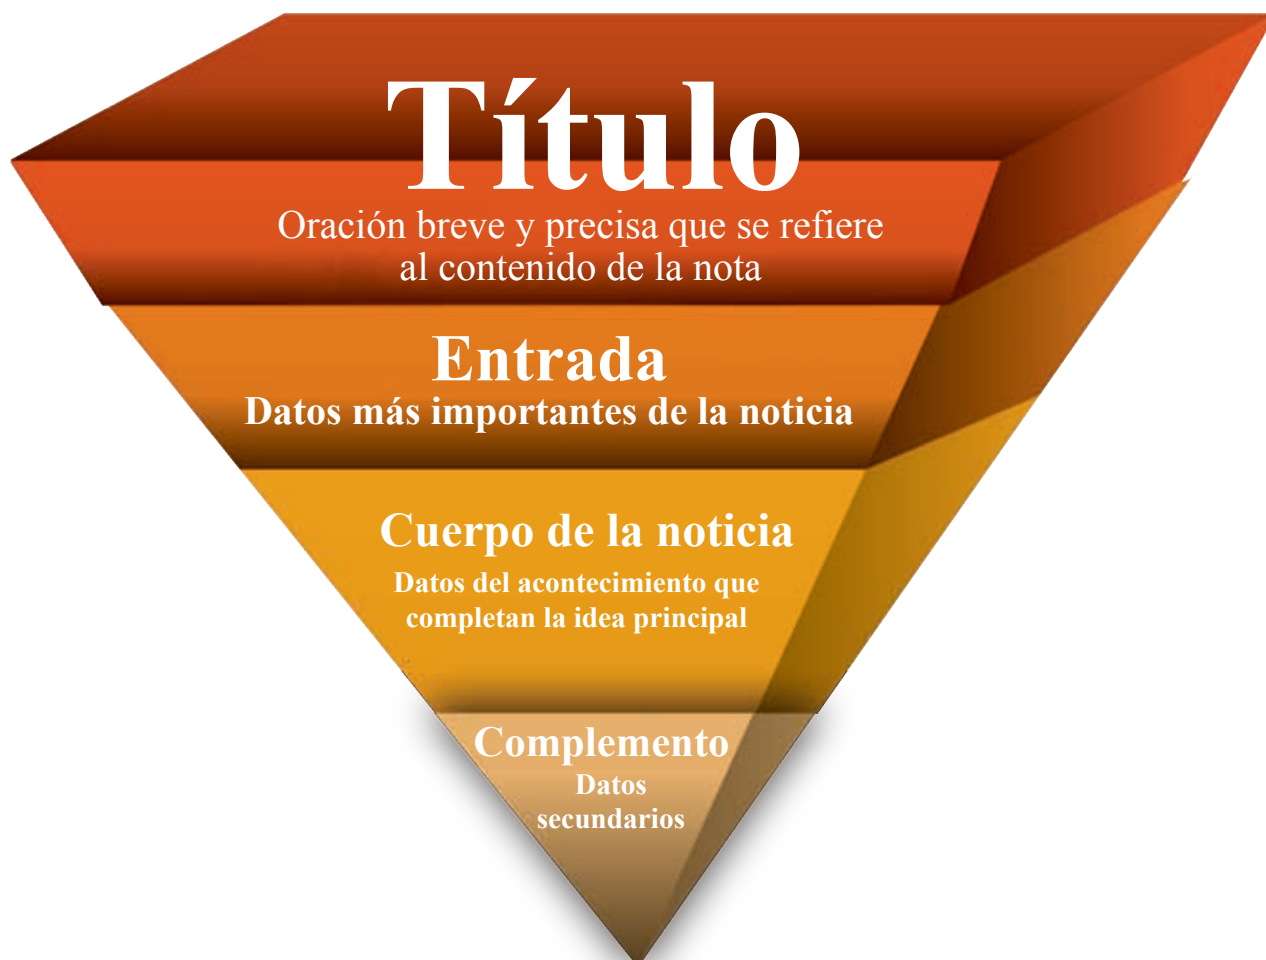 Título
Oración breve y precisa que se refiere
al contenido de la nota
Entrada
Datos más importantes de la noticia
Cuerpo de la noticia
Datos del acontecimiento que
completan la idea principal
Complemento
Datos
secundarios